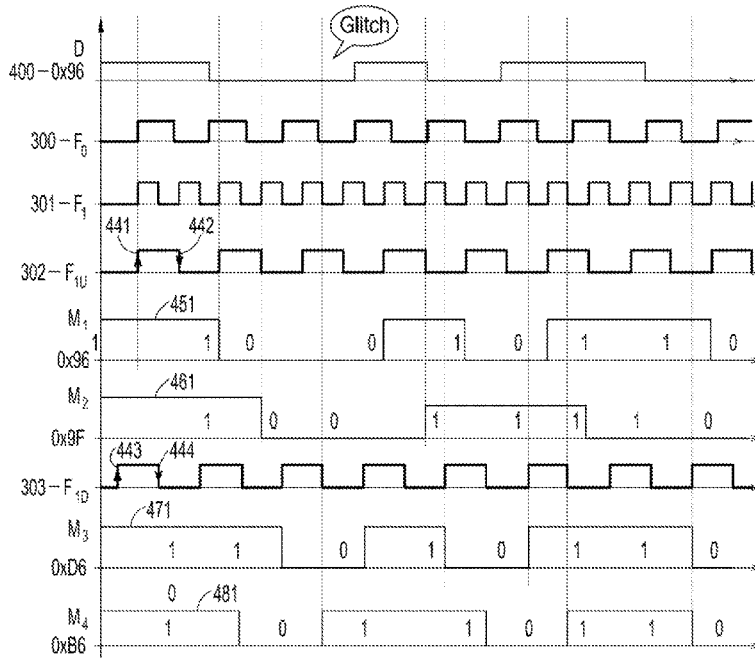 Glitch
D
400-0x96
300-F0
301-F1
441
442
302-F1U
M1
451
1 1 0 0 1 0 1 1 0
0x96
M2
461
1 0 0 1 1 1 1 0
0x9F
443
444
303-F1D
M3
471
1 1 0 1 0 1 1 0
0xD6
0
481
M4
1 0 1 1 0 1 1 0
0xB6